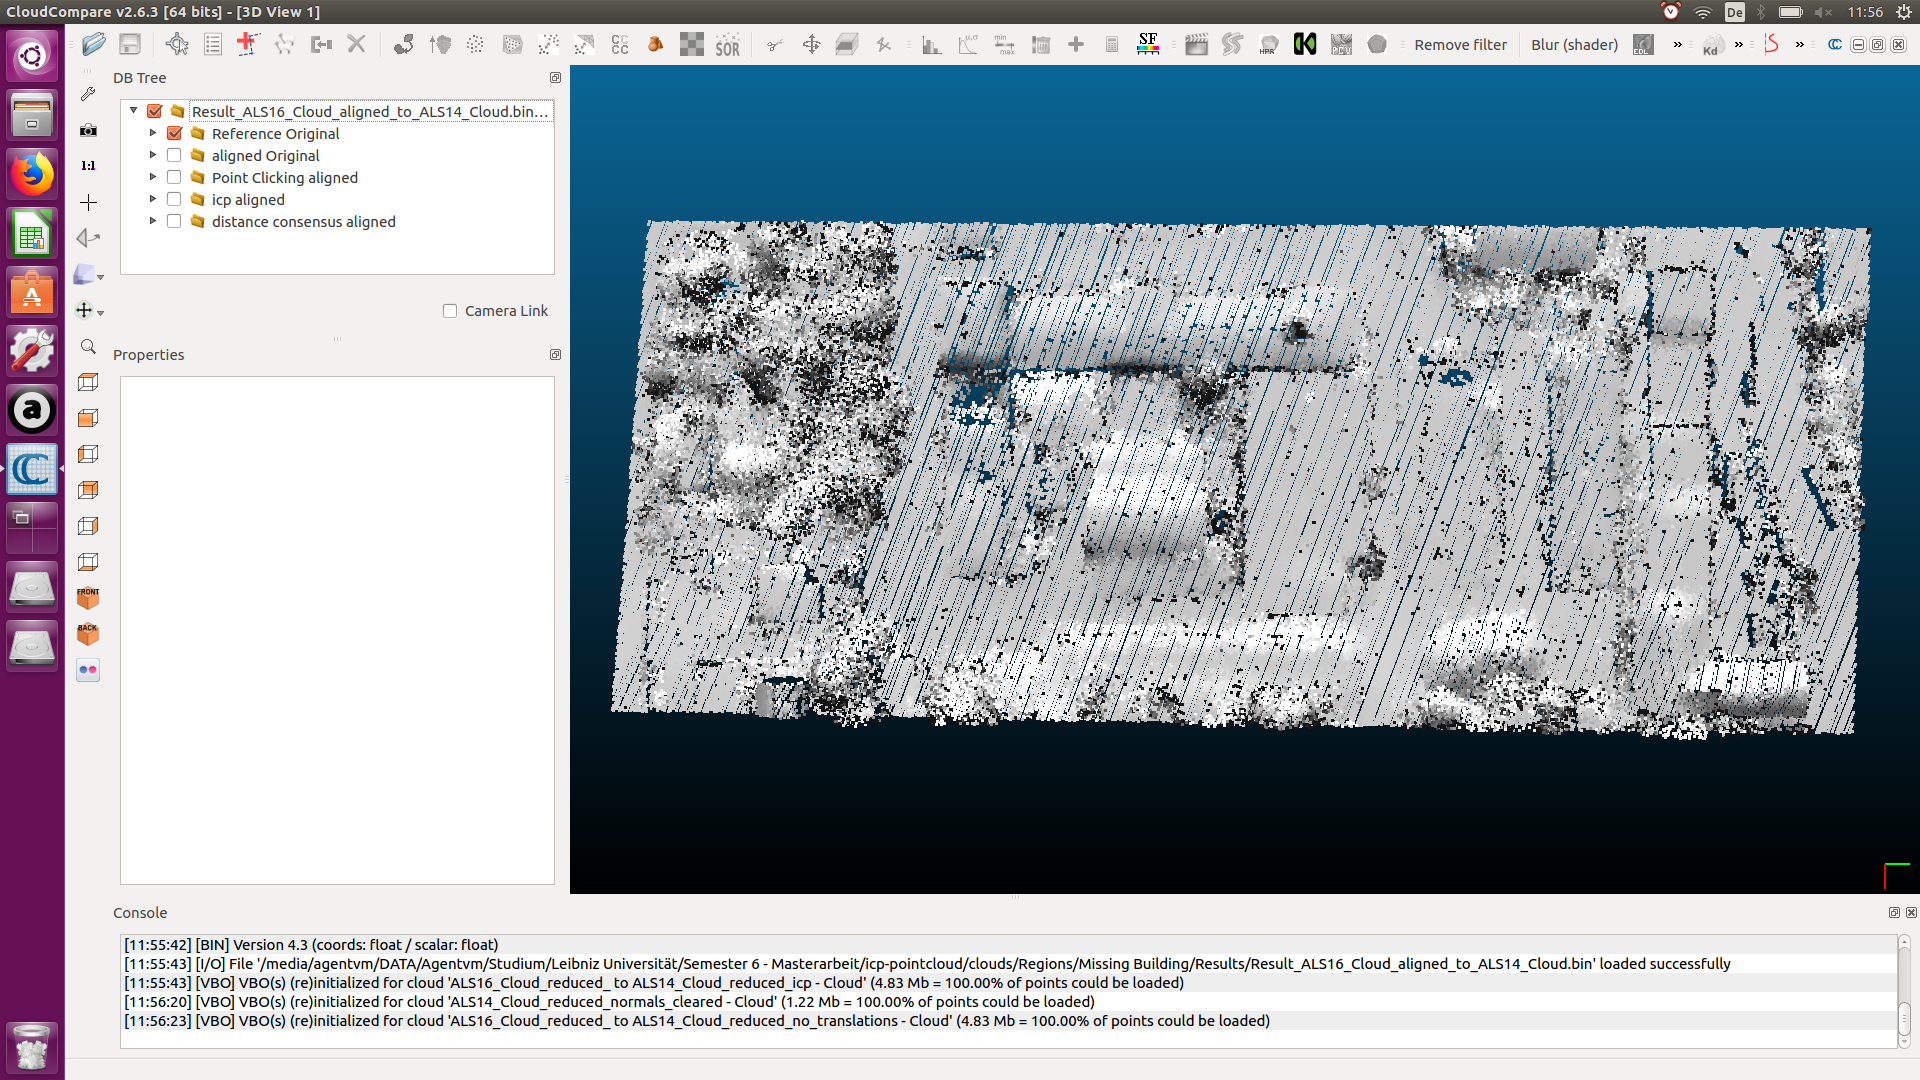 CloudCompare v2.6.3 [64 bits] - [3D View 1]
De
11:56
CCCC
SOR
μ,σ
min
max
SF
HPR
PCV
Remove filter
Blur (shader)
EDL
»
Kd
»
»
DB Tree
Result_ALS16_Cloud_aligned_to_ALS14_Cloud.bin...
Reference Original
aligned Original
Point Clicking aligned
icp aligned
distance consensus aligned
1:1
Camera Link
Properties
FRONT
BACK
Console
[11:55:42] [BIN] Version 4.3 (coords: float / scalar: float)
[11:55:43] [I/O] File '/media/agentvm/DATA/Agentvm/Studium/Leibniz Universität/Semester 6 - Masterarbeit/icp-pointcloud/clouds/Regions/Missing Building/Results/Result_ALS16_Cloud_aligned_to_ALS14_Cloud.bin' loaded successfully
[11:55:43] [VBO] VBO(s) (re)initialized for cloud 'ALS16_Cloud_reduced_ to ALS14_Cloud_reduced_icp - Cloud' (4.83 Mb = 100.00% of points could be loaded)
[11:56:20] [VBO] VBO(s) (re)initialized for cloud 'ALS14_Cloud_reduced_normals_cleared - Cloud' (1.22 Mb = 100.00% of points could be loaded)
[11:56:23] [VBO] VBO(s) (re)initialized for cloud 'ALS16_Cloud_reduced_ to ALS14_Cloud_reduced_no_translations - Cloud' (4.83 Mb = 100.00% of points could be loaded)